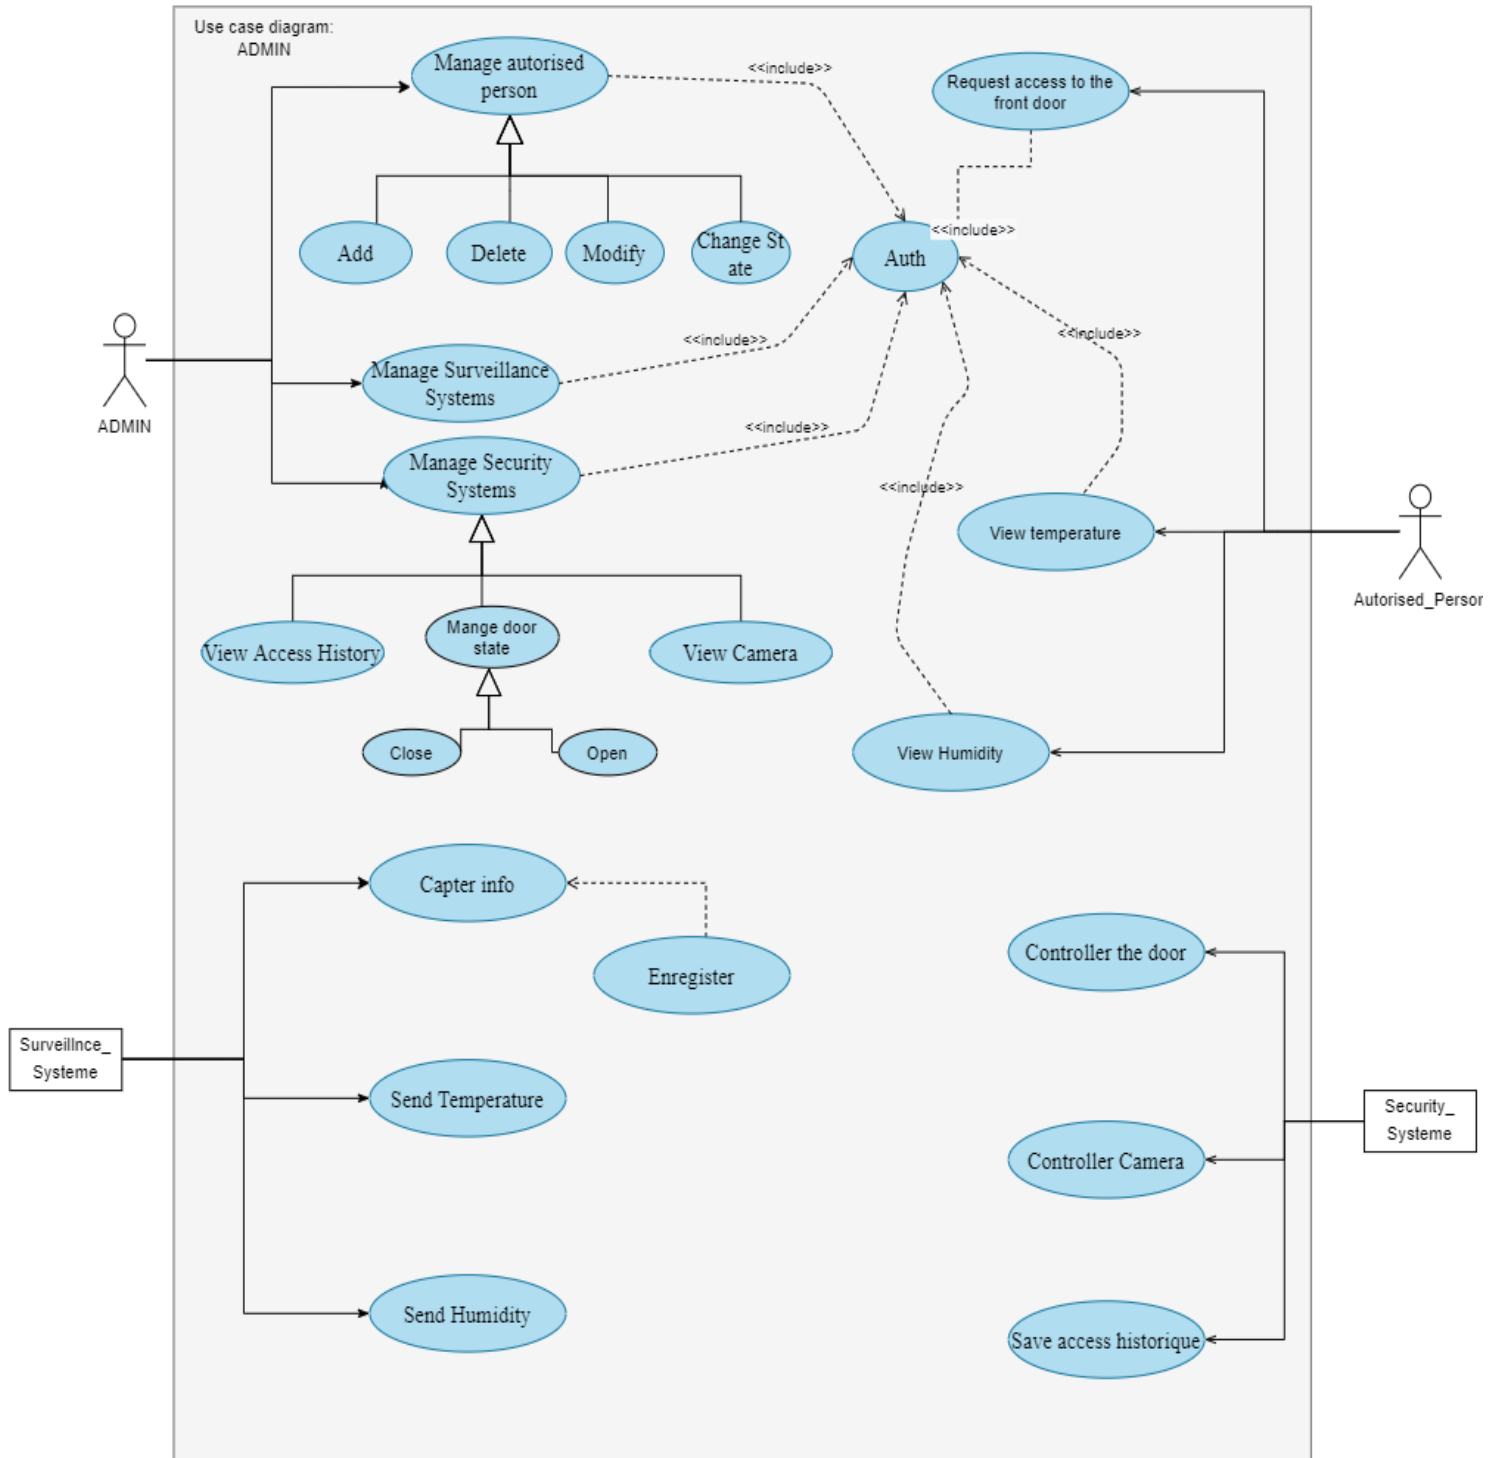 Use case diagram:
ADMIN
Manage autorised
person
<<include>>
Request access to the
front door
Add
Delete
Modify
Change St
ate
Auth
<<include>>
<<include>>
<<include>>
Manage Surveillance
Systems
ADMIN
<<include>>
Manage Security
Systems
<<include>>
View temperature
Autorised_Person
View Access History
Mange door
state
View Camera
Close
Open
View Humidity
Capter info
Enregister
Controller the door
Surveillnce_
Systeme
Send Temperature
Security_
Systeme
Controller Camera
Send Humidity
Save access historique